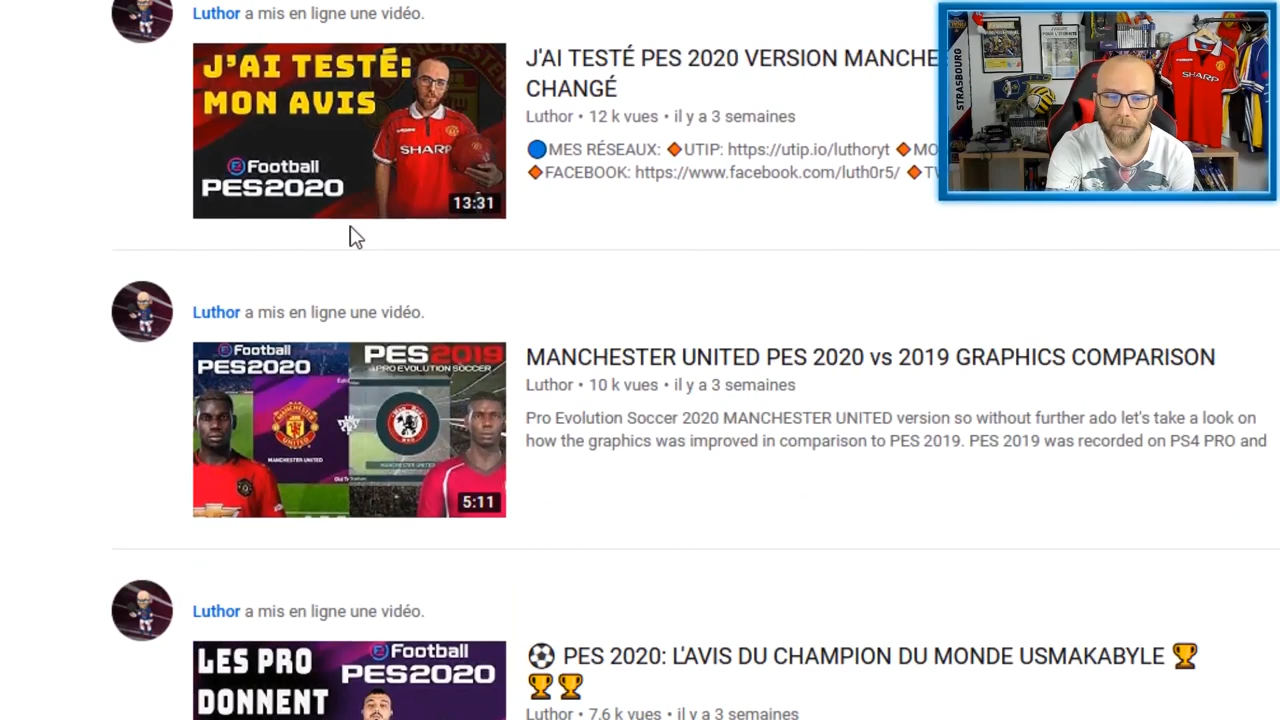 Luthor a mis en ligne une vidéo.
J'AI TESTÉ:
MON AVIS
SHARP
eFootball
PES2020
13:31
J'AI TESTÉ PES 2020 VERSION MANCHE
CHANGÉ
Luthor • 12 k vues • il y a 3 semaines
🔵MES RÉSEAUX: 🔶UTIP: https://utip.io/luthoryt 🔶MO
🔶FACEBOOK: https://www.facebook.com/luth0r5/ 🔶TW
STRASBOURG
SHARP
Luthor a mis en ligne une vidéo.
eFootball
PES2020
MANCHESTER UNITED
PES2019
PRO EVOLUTION SOCCER
5:11
MANCHESTER UNITED PES 2020 vs 2019 GRAPHICS COMPARISON
Luthor • 10 k vues • il y a 3 semaines
Pro Evolution Soccer 2020 MANCHESTER UNITED version so without further ado let's take a look on
how the graphics was improved in comparison to PES 2019. PES 2019 was recorded on PS4 PRO and
Luthor a mis en ligne une vidéo.
LES PRO
DONNENT
eFootball
PES2020
⚽ PES 2020: L'AVIS DU CHAMPION DU MONDE USMAKABYLE 🏆
🏆🏆
Luthor • 7,6 k vues • il y a 3 semaines